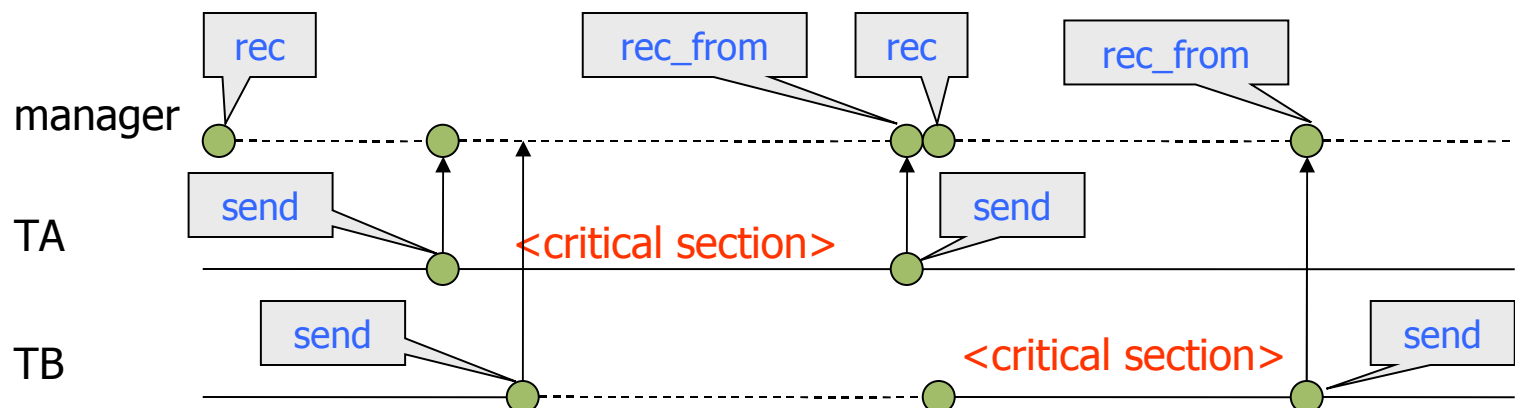 rec
rec_from
rec
rec_from
manager
send
send
TA
<critical section>
send
send
TB
<critical section>